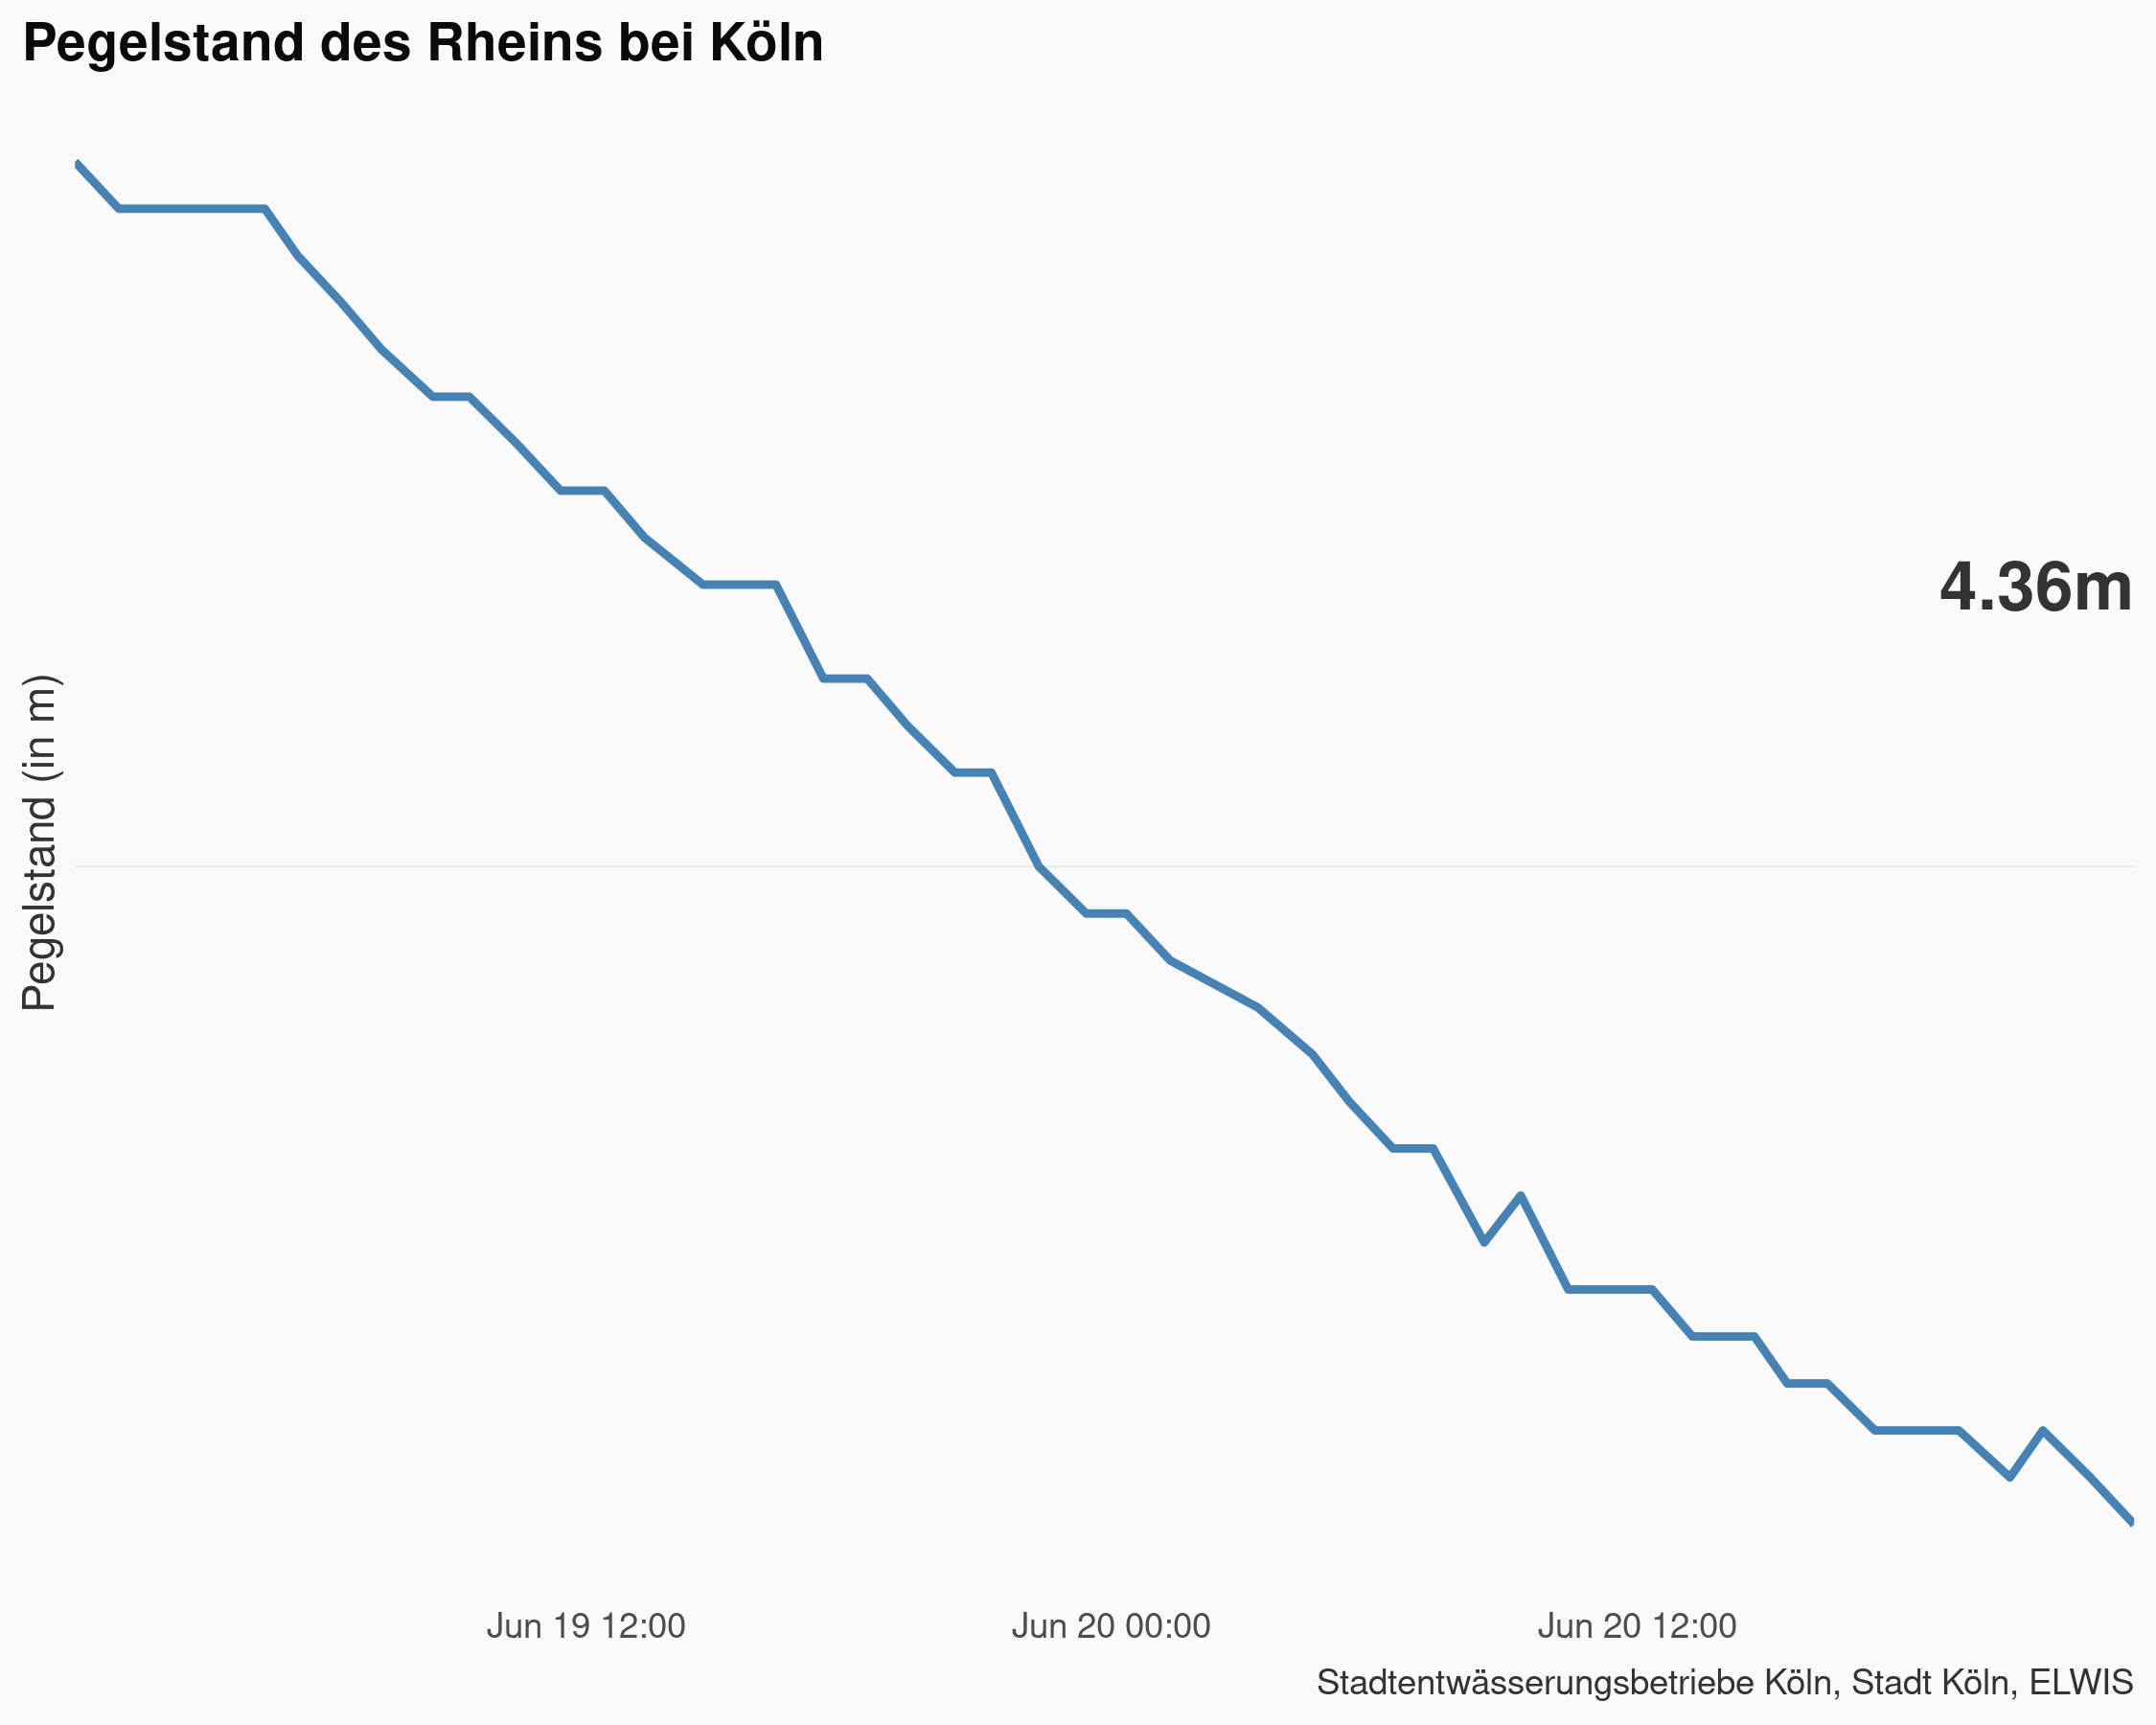 Pegelstand des Rheins bei Köln
4.36m
Pegelstand (in m)
Jun 19 12:00
Jun 20 00:00
Jun 20 12:00
Stadtentwässerungsbetriebe Köln, Stadt Köln, ELWIS